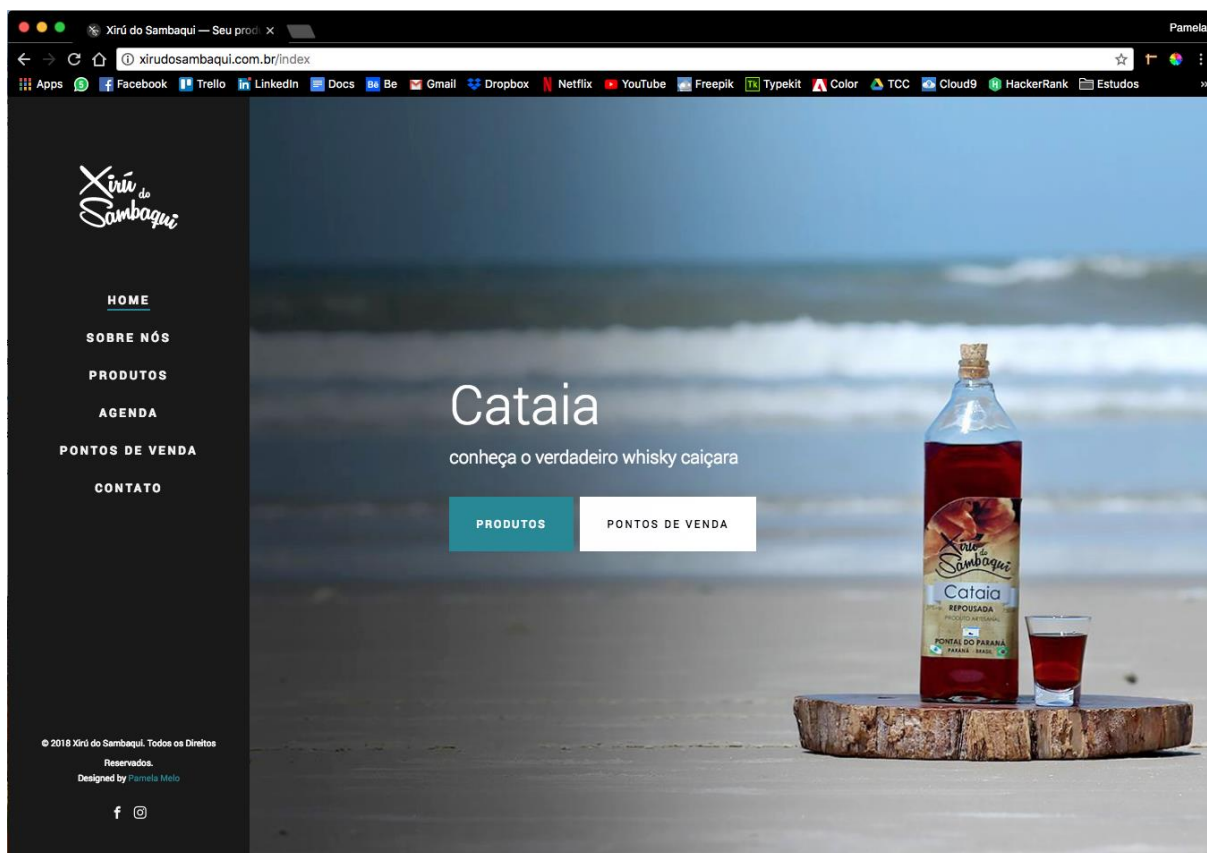 Xirú do Sambaqui — Seu prod
Pamela
xirudosambaqui.com.br/index
Apps Facebook Trello LinkedIn Docs Be Gmail Dropbox Netflix YouTube Freepik Typekit Color TCC Cloud9 HackerRank Estudos »
Xirú do
Sambaqui
HOME
SOBRE NÓS
PRODUTOS
AGENDA
PONTOS DE VENDA
CONTATO
© 2018 Xirú do Sambaqui. Todos os Direitos
Reservados.
Designed by Pamela Melo
Cataia
conheça o verdadeiro whisky caiçara
PRODUTOS
PONTOS DE VENDA
Xirú do
Sambaqui
Cataia
REPOUSADA
PRODUTO ARTESANAL
PONTAL DO PARANÁ
PARANÁ - BRASIL